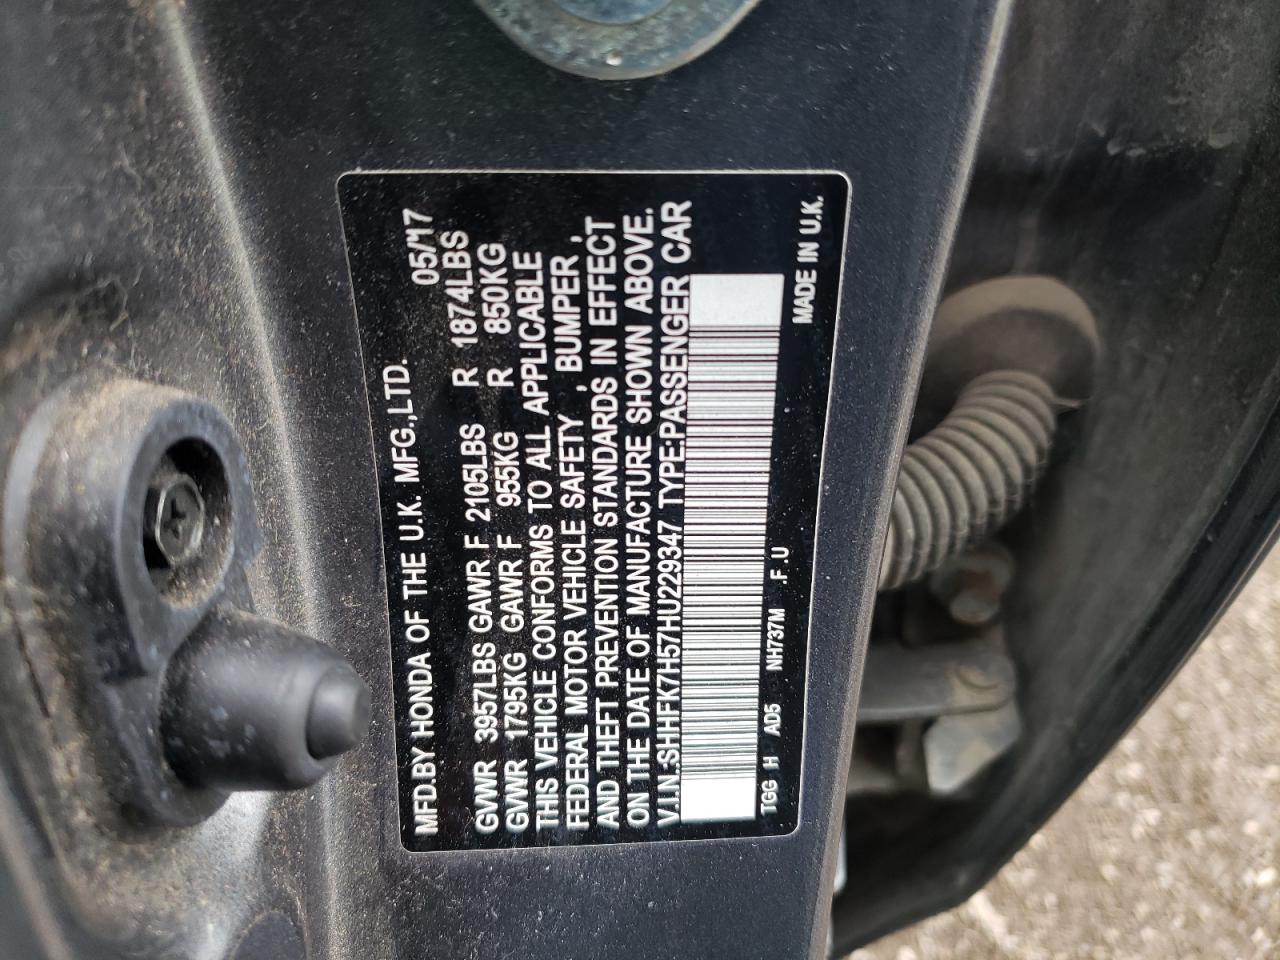 MFD.BY HONDA OF THE U.K. MFG.,LTD. 05/17
GVWR 3957LBS GAWR F 2105LBS R 1874LBS
GVWR 1795KG GAWR F 955KG R 850KG
THIS VEHICLE CONFORMS TO ALL APPLICABLE
FEDERAL MOTOR VEHICLE SAFETY , BUMPER ,
AND THEFT PREVENTION STANDARDS IN EFFECT
ON THE DATE OF MANUFACTURE SHOWN ABOVE.
V.I.N.SHHFK7H57HU229347 TYPE:PASSENGER CAR
TGG H AD5 NH737M .F.U MADE IN U.K.